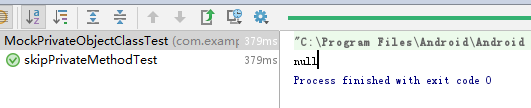 MockPrivateObjectClassTest (com.examp 379ms
skipPrivateMethodTest 379ms
"C:\Program Files\Android\Android
null
Process finished with exit code 0